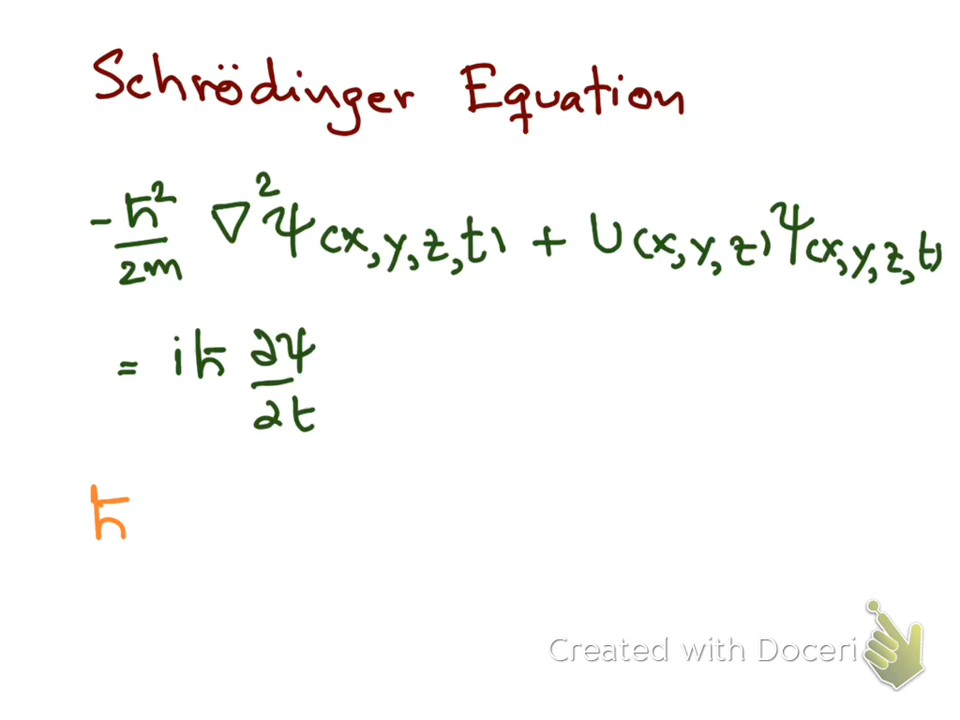 Schrödinger Equation
-ℏ²/2m ∇²ψ(x,y,z,t) + U(x,y,z)ψ(x,y,z,t)
= iℏ ∂ψ/∂t
ℏ
Created with Doceri